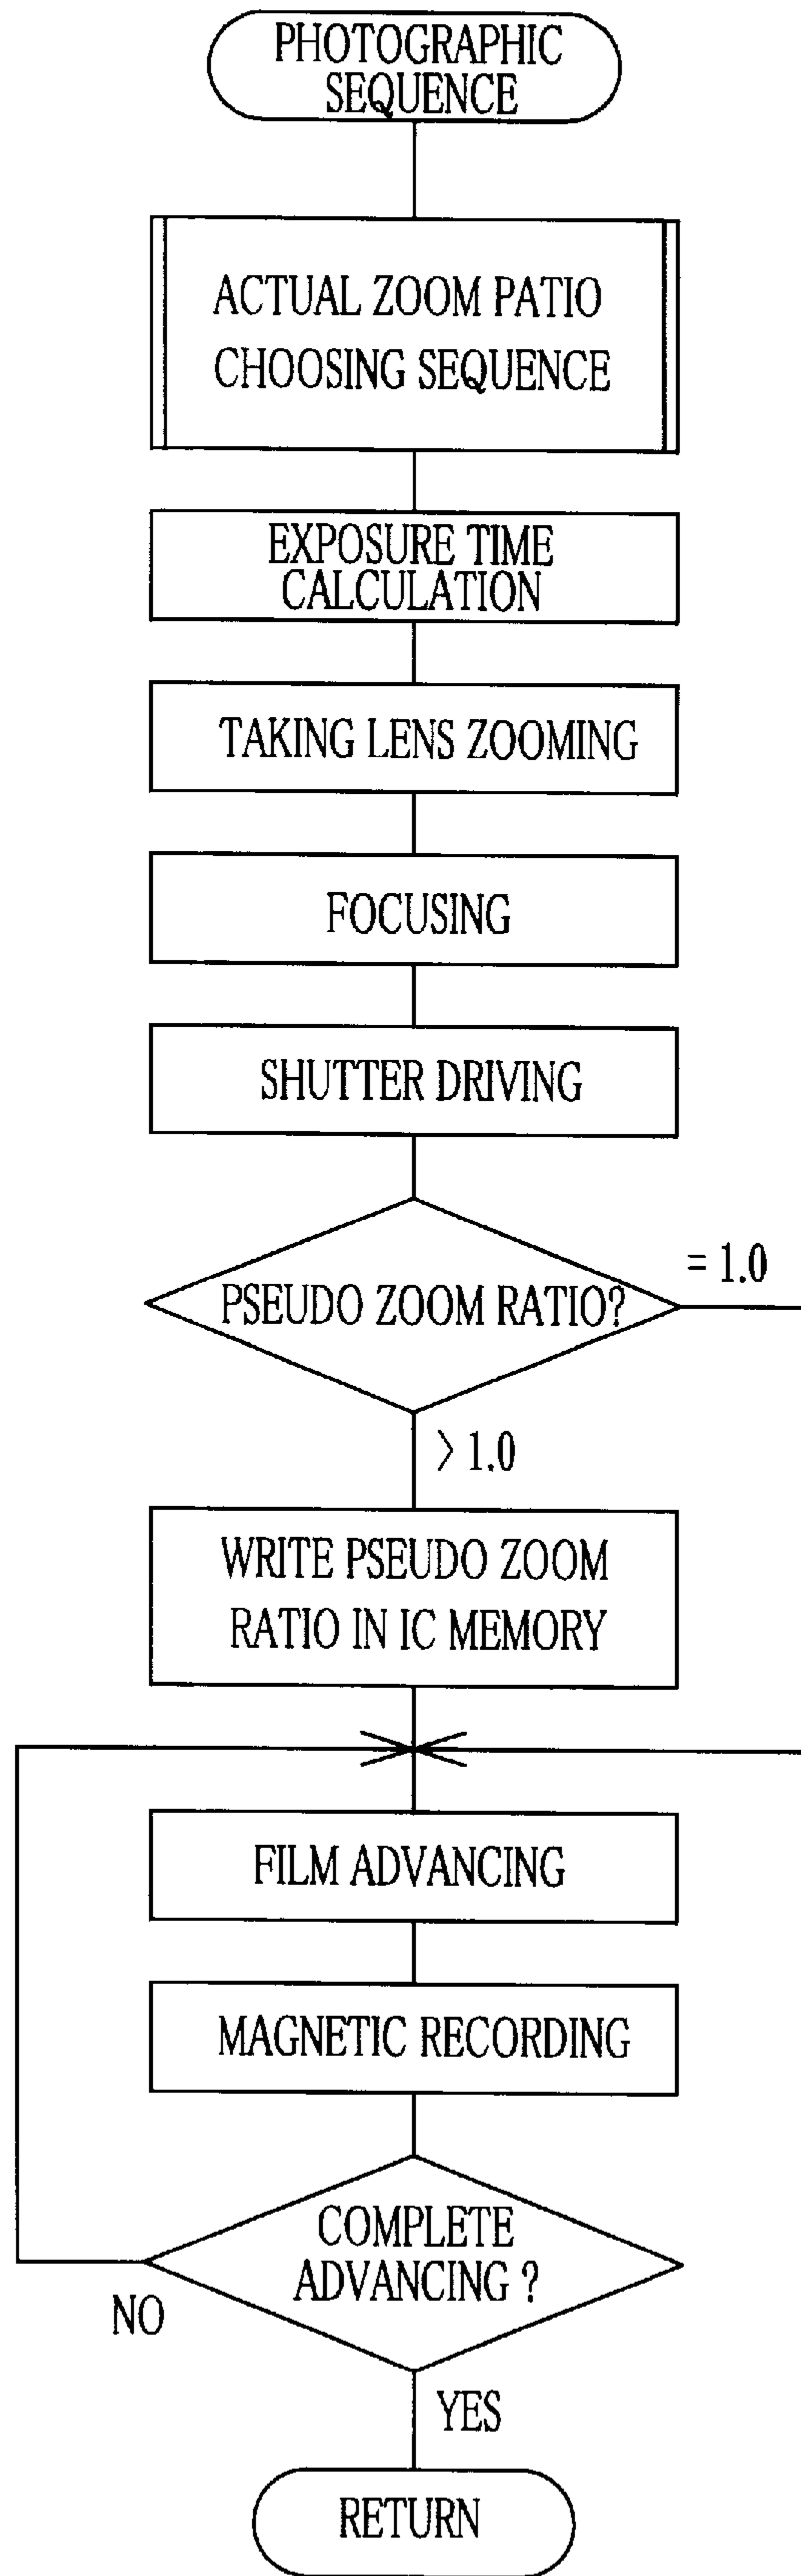 PHOTOGRAPHIC
SEQUENCE
ACTUAL ZOOM PATIO
CHOOSING SEQUENCE
EXPOSURE TIME
CALCULATION
TAKING LENS ZOOMING
FOCUSING
SHUTTER DRIVING
= 1.0
PSEUDO ZOOM RATIO?
> 1.0
WRITE PSEUDO ZOOM
RATIO IN IC MEMORY
FILM ADVANCING
MAGNETIC RECORDING
COMPLETE
ADVANCING ?
NO
YES
RETURN